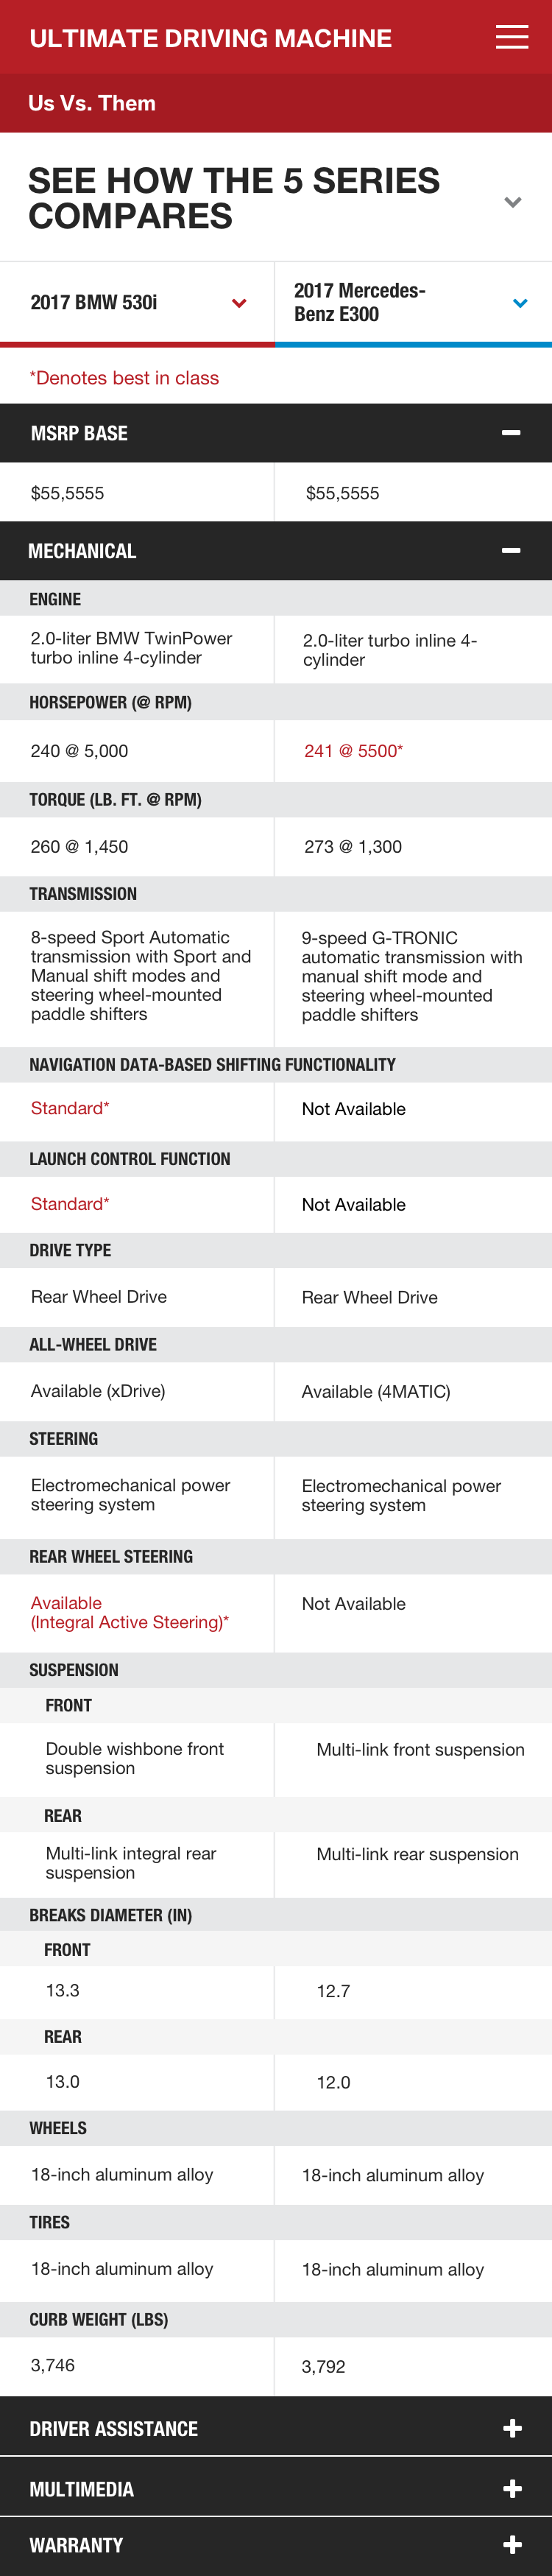 ULTIMATE DRIVING MACHINE
Us Vs. Them
SEE HOW THE 5 SERIES
COMPARES
2017 BMW 530i
2017 Mercedes-
Benz E300
*Denotes best in class
MSRP BASE
$55,5555
$55,5555
MECHANICAL
ENGINE
2.0-liter BMW TwinPower
turbo inline 4-cylinder
2.0-liter turbo inline 4-
cylinder
HORSEPOWER (@ RPM)
240 @ 5,000
241 @ 5500*
TORQUE (LB. FT. @ RPM)
260 @ 1,450
273 @ 1,300
TRANSMISSION
8-speed Sport Automatic
transmission with Sport and
Manual shift modes and
steering wheel-mounted
paddle shifters
9-speed G-TRONIC
automatic transmission with
manual shift mode and
steering wheel-mounted
paddle shifters
NAVIGATION DATA-BASED SHIFTING FUNCTIONALITY
Standard*
Not Available
LAUNCH CONTROL FUNCTION
Standard*
Not Available
DRIVE TYPE
Rear Wheel Drive
Rear Wheel Drive
ALL-WHEEL DRIVE
Available (xDrive)
Available (4MATIC)
STEERING
Electromechanical power
steering system
Electromechanical power
steering system
REAR WHEEL STEERING
Available
(Integral Active Steering)*
Not Available
SUSPENSION
FRONT
Double wishbone front
suspension
Multi-link front suspension
REAR
Multi-link integral rear
suspension
Multi-link rear suspension
BREAKS DIAMETER (IN)
FRONT
13.3
12.7
REAR
13.0
12.0
WHEELS
18-inch aluminum alloy
18-inch aluminum alloy
TIRES
18-inch aluminum alloy
18-inch aluminum alloy
CURB WEIGHT (LBS)
3,746
3,792
DRIVER ASSISTANCE
MULTIMEDIA
WARRANTY